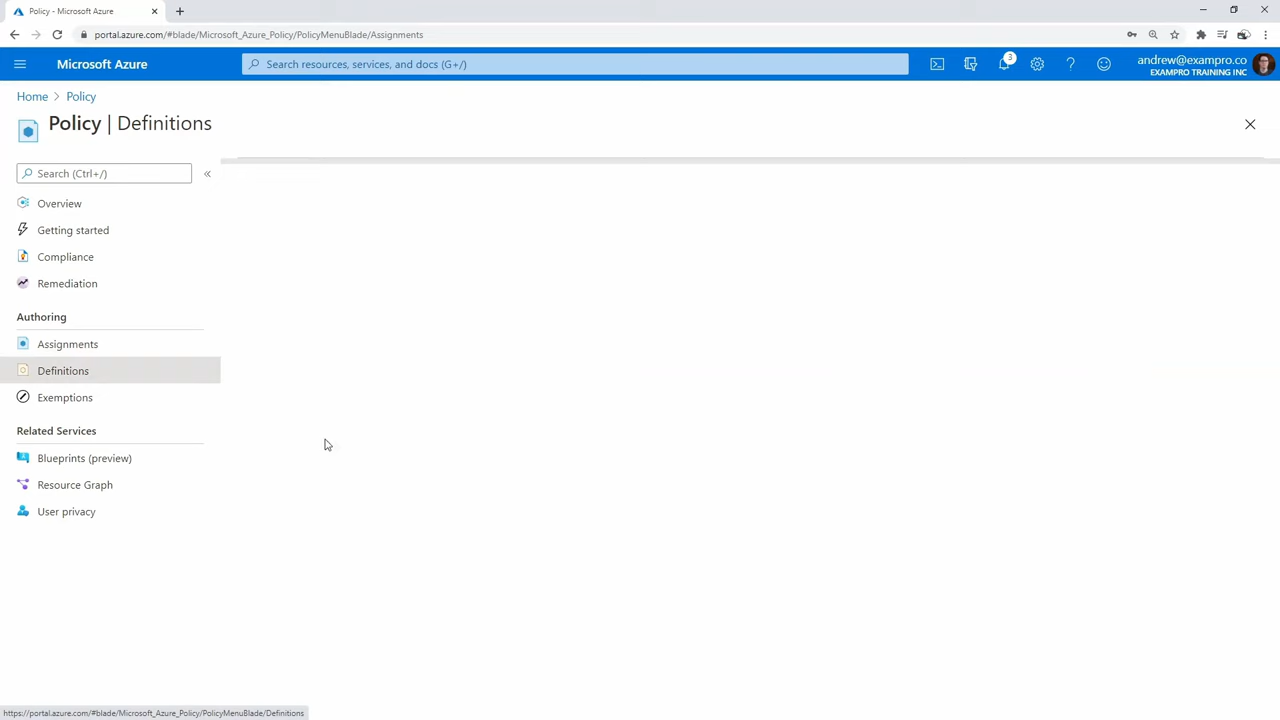 Policy - Microsoft Azure
portal.azure.com/#blade/Microsoft_Azure_Policy/PolicyMenuBlade/Assignments
Microsoft Azure
Search resources, services, and docs (G+/)
3
andrew@exampro.co
EXAMPRO TRAINING INC
Home > Policy
Policy | Definitions
Search (Ctrl+/)
«
Overview
Getting started
Compliance
Remediation
Authoring
Assignments
Definitions
Exemptions
Related Services
Blueprints (preview)
Resource Graph
User privacy
https://portal.azure.com/#blade/Microsoft_Azure_Policy/PolicyMenuBlade/Definitions